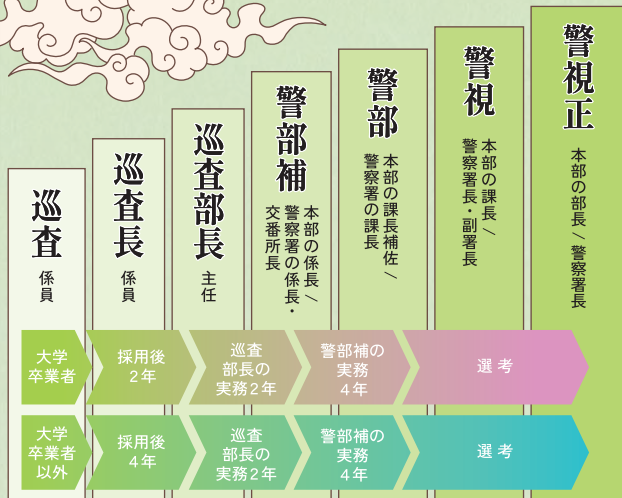 巡査
係員
巡査長
係員
巡査部長
主任
警部補
本部の係長／
警察署の係長・
交番所長
警部
本部の課長補佐／
警察署の課長
警視
本部の課長／
警察署長・副署長
警視正
本部の部長／警察署長
大学
卒業者
採用後
2年
巡査
部長の
実務2年
警部補の
実務
4年
選考
大学
卒業者
以外
採用後
4年
巡査
部長の
実務2年
警部補の
実務
4年
選考